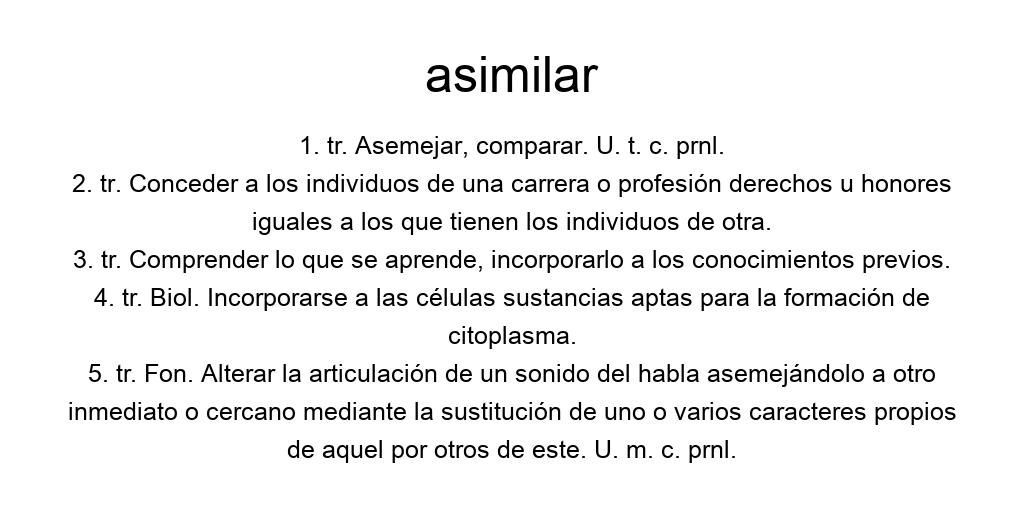 asimilar
1. tr. Asemejar, comparar. U. t. c. prnl.
2. tr. Conceder a los individuos de una carrera o profesión derechos u honores
iguales a los que tienen los individuos de otra.
3. tr. Comprender lo que se aprende, incorporarlo a los conocimientos previos.
4. tr. Biol. Incorporarse a las células sustancias aptas para la formación de
citoplasma.
5. tr. Fon. Alterar la articulación de un sonido del habla asemejándolo a otro
inmediato o cercano mediante la sustitución de uno o varios caracteres propios
de aquel por otros de este. U. m. c. prnl.